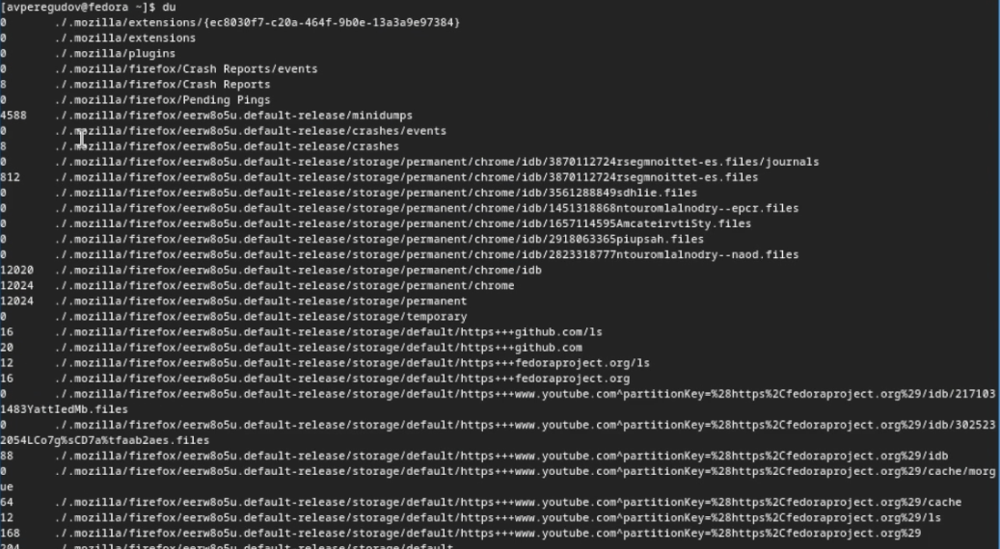 [avperegudov@fedora ~]$ du
0 ./.mozilla/extensions/{ec8030f7-c20a-464f-9b0e-13a3a9e97384}
0 ./.mozilla/extensions
0 ./.mozilla/plugins
0 ./.mozilla/firefox/Crash Reports/events
8 ./.mozilla/firefox/Crash Reports
0 ./.mozilla/firefox/Pending Pings
4588 ./.mozilla/firefox/eerw8o5u.default-release/minidumps
0 ./.mozilla/firefox/eerw8o5u.default-release/crashes/events
8 ./.mozilla/firefox/eerw8o5u.default-release/crashes
0 ./.mozilla/firefox/eerw8o5u.default-release/storage/permanent/chrome/idb/3870112724rsegmnoittet-es.files/journals
812 ./.mozilla/firefox/eerw8o5u.default-release/storage/permanent/chrome/idb/3870112724rsegmnoittet-es.files
0 ./.mozilla/firefox/eerw8o5u.default-release/storage/permanent/chrome/idb/3561288849sdhlie.files
0 ./.mozilla/firefox/eerw8o5u.default-release/storage/permanent/chrome/idb/1451318868ntouromlalnodry--epcr.files
0 ./.mozilla/firefox/eerw8o5u.default-release/storage/permanent/chrome/idb/1657114595AmcateirvtiSty.files
0 ./.mozilla/firefox/eerw8o5u.default-release/storage/permanent/chrome/idb/2918063365piupsah.files
0 ./.mozilla/firefox/eerw8o5u.default-release/storage/permanent/chrome/idb/2823318777ntouromlalnodry--naod.files
12020 ./.mozilla/firefox/eerw8o5u.default-release/storage/permanent/chrome/idb
12024 ./.mozilla/firefox/eerw8o5u.default-release/storage/permanent/chrome
12024 ./.mozilla/firefox/eerw8o5u.default-release/storage/permanent
0 ./.mozilla/firefox/eerw8o5u.default-release/storage/temporary
16 ./.mozilla/firefox/eerw8o5u.default-release/storage/default/https+++github.com/ls
20 ./.mozilla/firefox/eerw8o5u.default-release/storage/default/https+++github.com
12 ./.mozilla/firefox/eerw8o5u.default-release/storage/default/https+++fedoraproject.org/ls
16 ./.mozilla/firefox/eerw8o5u.default-release/storage/default/https+++fedoraproject.org
0 ./.mozilla/firefox/eerw8o5u.default-release/storage/default/https+++www.youtube.com^partitionKey=%28https%2Cfedoraproject.org%29/idb/217103
1483YattIedMb.files
0 ./.mozilla/firefox/eerw8o5u.default-release/storage/default/https+++www.youtube.com^partitionKey=%28https%2Cfedoraproject.org%29/idb/302523
2054LCo7g%sCD7a%tfaab2aes.files
88 ./.mozilla/firefox/eerw8o5u.default-release/storage/default/https+++www.youtube.com^partitionKey=%28https%2Cfedoraproject.org%29/idb
0 ./.mozilla/firefox/eerw8o5u.default-release/storage/default/https+++www.youtube.com^partitionKey=%28https%2Cfedoraproject.org%29/cache/morg
ue
64 ./.mozilla/firefox/eerw8o5u.default-release/storage/default/https+++www.youtube.com^partitionKey=%28https%2Cfedoraproject.org%29/cache
12 ./.mozilla/firefox/eerw8o5u.default-release/storage/default/https+++www.youtube.com^partitionKey=%28https%2Cfedoraproject.org%29/ls
168 ./.mozilla/firefox/eerw8o5u.default-release/storage/default/https+++www.youtube.com^partitionKey=%28https%2Cfedoraproject.org%29
204 ./.mozilla/firefox/eerw8o5u.default-release/storage/default